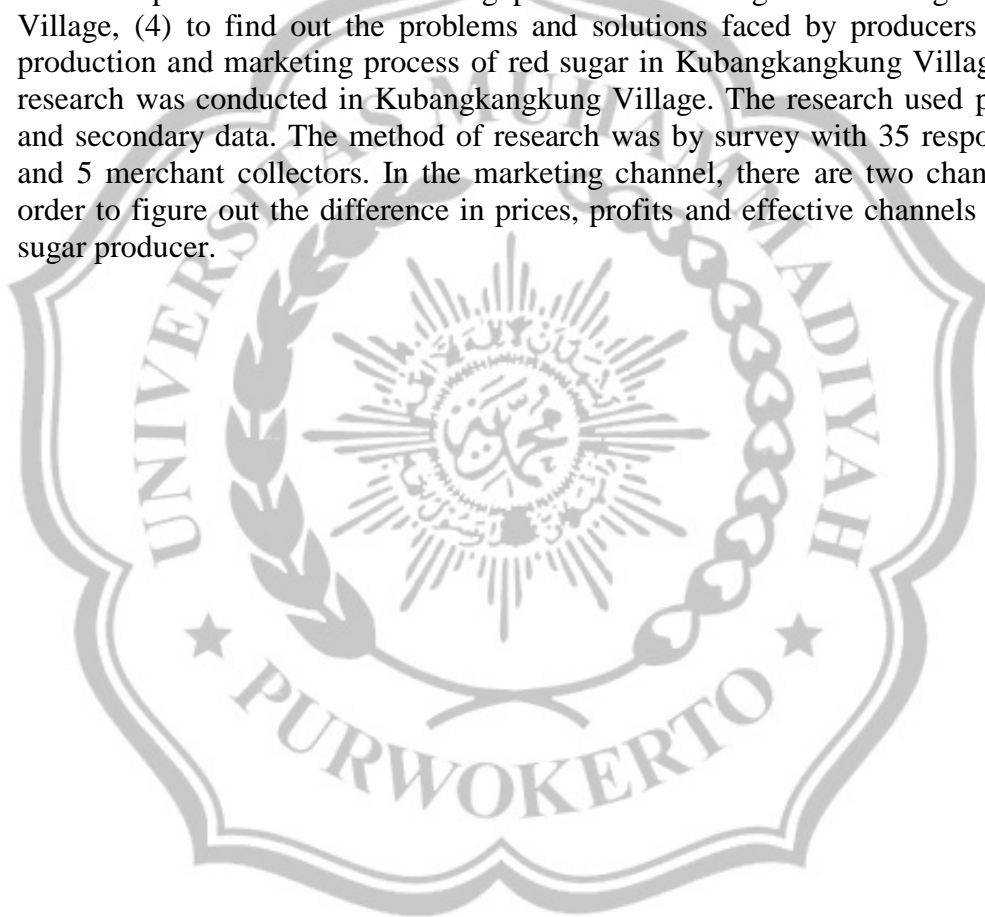 Village, (4) to find out the problems and solutions faced by producers
production and marketing process of red sugar in Kubangkangkung Villag
research was conducted in Kubangkangkung Village. The research used p
and secondary data. The method of research was by survey with 35 respo
and 5 merchant collectors. In the marketing channel, there are two chan
order to figure out the difference in prices, profits and effective channels
sugar producer.
UNIVERSITAS MUHAMMADIYAH
PURWOKERTO